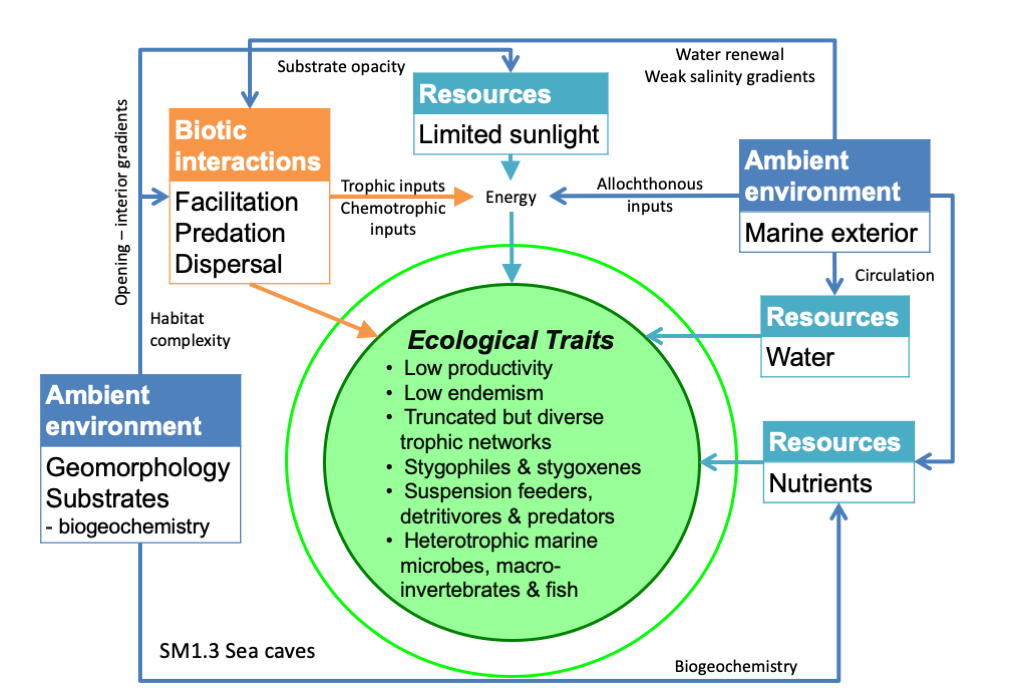 Water renewal
Weak salinity gradients
Substrate opacity
Opening – interior gradients
Resources
Limited sunlight
Biotic
interactions
Facilitation
Predation
Dispersal
Trophic inputs
Chemotrophic
inputs
Energy
Allochthonous
inputs
Ambient
environment
Marine exterior
Circulation
Resources
Water
Habitat
complexity
Ambient
environment
Geomorphology
Substrates
- biogeochemistry
Ecological Traits
• Low productivity
• Low endemism
• Truncated but diverse
trophic networks
• Stygophiles & stygoxenes
• Suspension feeders,
detritivores & predators
• Heterotrophic marine
microbes, macro-
invertebrates & fish
Resources
Nutrients
SM1.3 Sea caves
Biogeochemistry